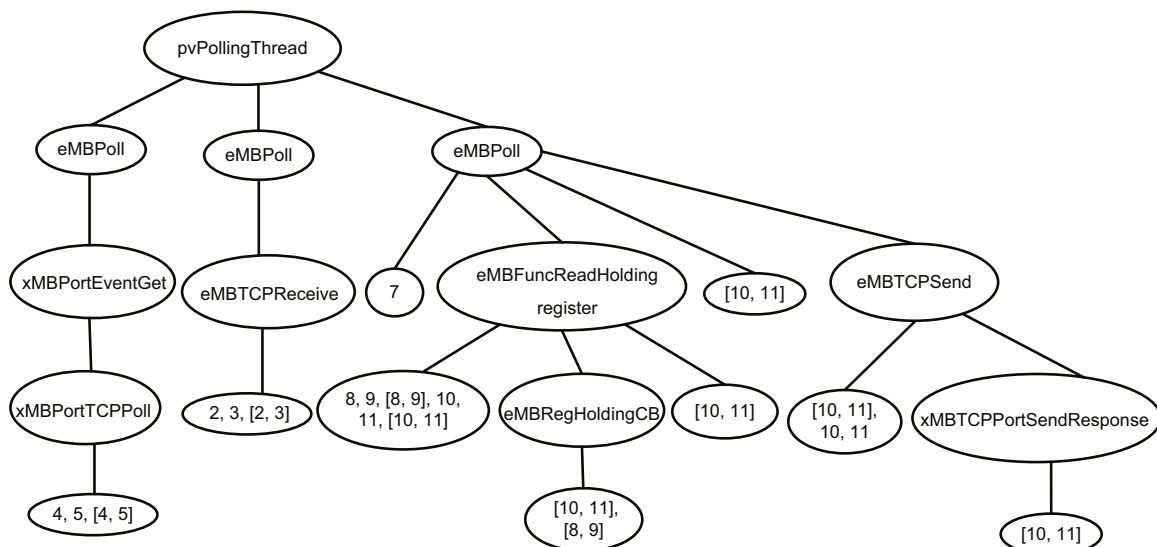 pvPollingThread
eMBPoll
eMBPoll
eMBPoll
xMBPortEventGet
eMBTCPReceive
7
eMBFuncReadHolding
register
[10, 11]
eMBTCPSend
xMBPortTCPPoll
2, 3, [2, 3]
8, 9, [8, 9], 10,
11, [10, 11]
eMBRegHoldingCB
[10, 11]
[10, 11],
10, 11
xMBTCPPortSendResponse
4, 5, [4, 5]
[10, 11],
[8, 9]
[10, 11]